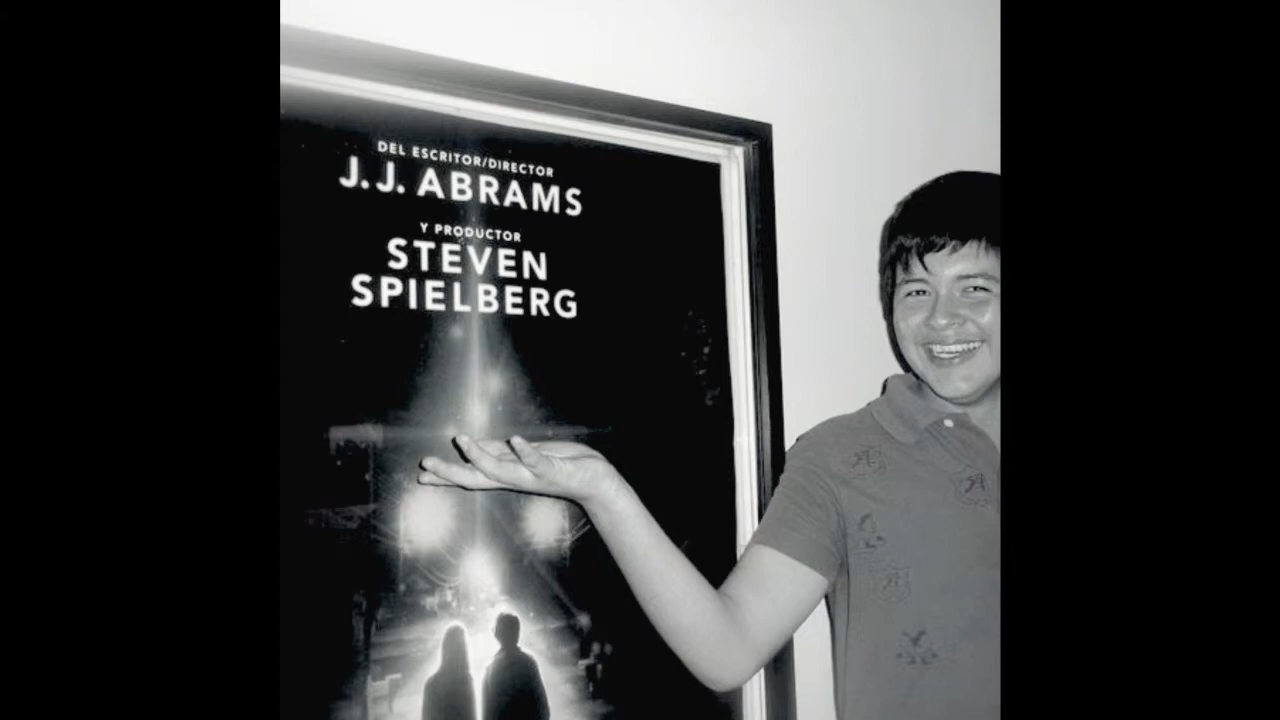 DEL ESCRITOR/DIRECTOR
J.J. ABRAMS
Y PRODUCTOR
STEVEN
SPIELBERG